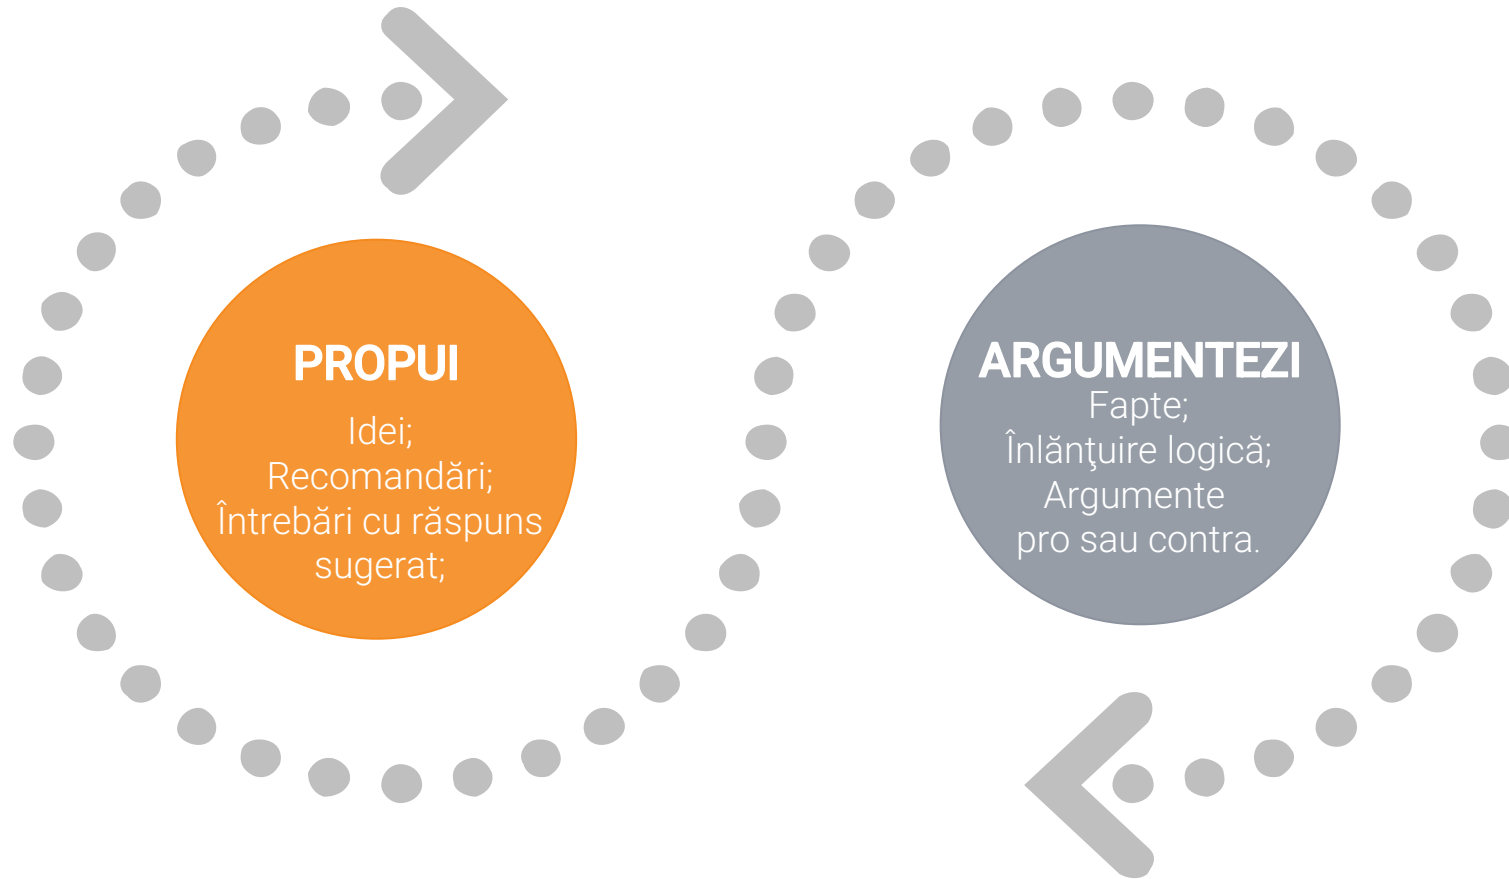 PROPUI
Idei;
Recomandări;
Întrebări cu răspuns
sugerat;
ARGUMENTEZI
Fapte;
Înlănţuire logică;
Argumente
pro sau contra.